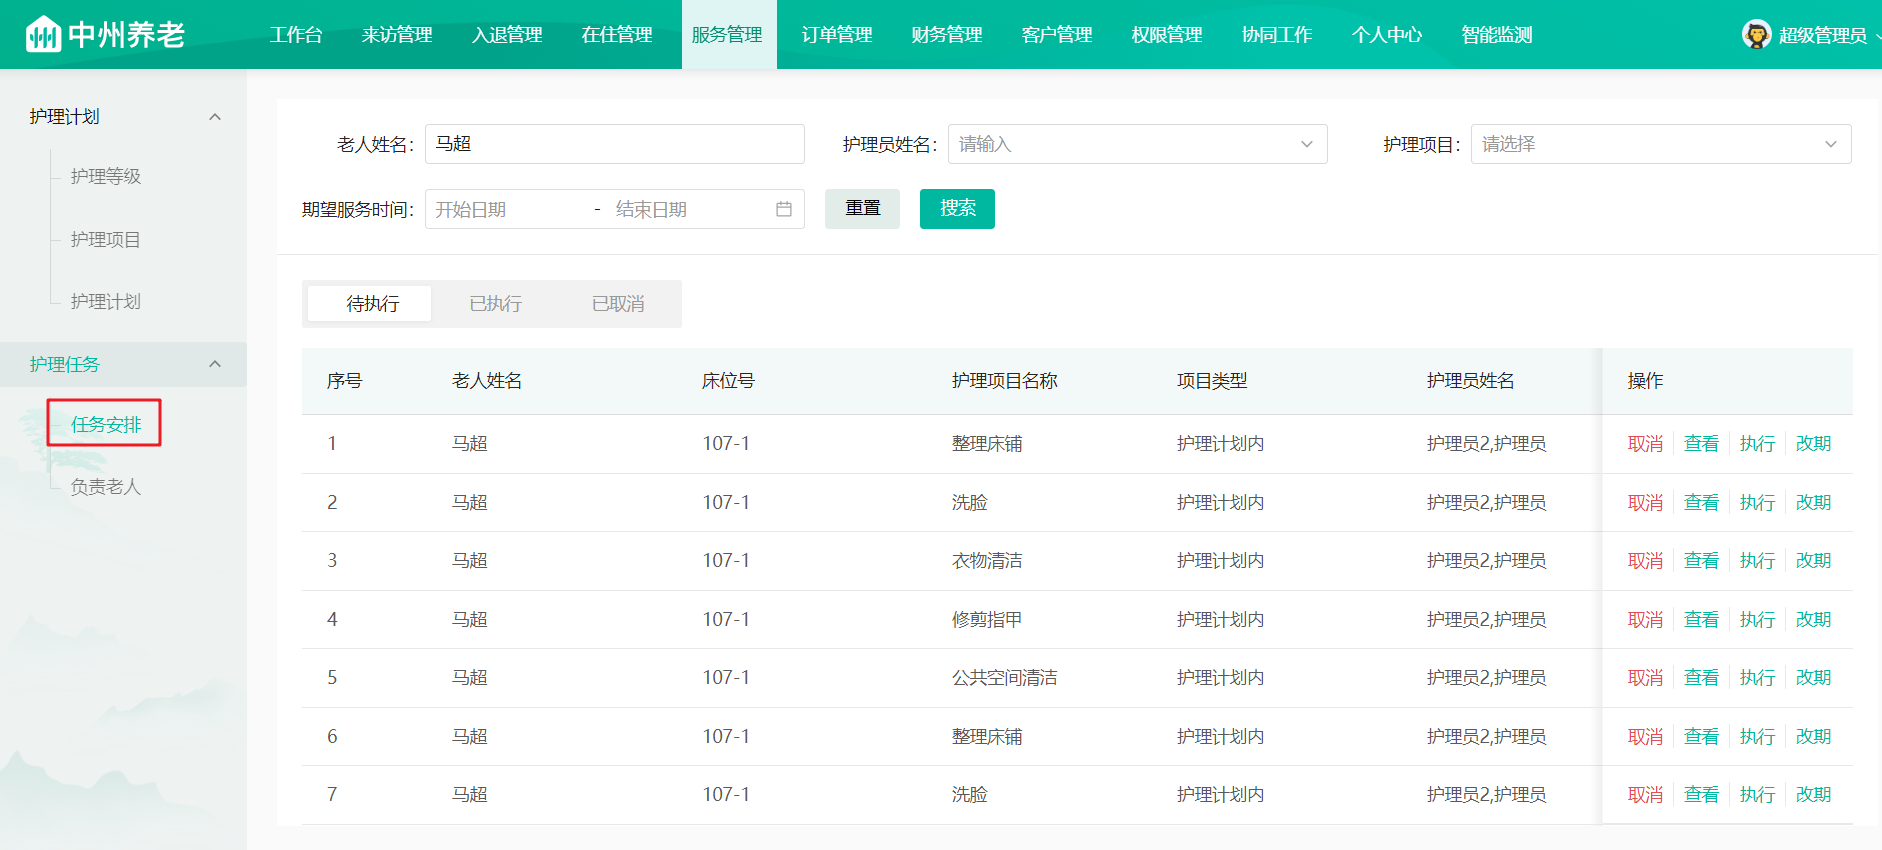 中州养老 工作台 来访管理 入退管理 在住管理 服务管理 订单管理 财务管理 客户管理 权限管理 协同工作 个人中心 智能监测 超级管理员
护理计划
护理等级
护理项目
护理计划
护理任务
任务安排
负责老人
老人姓名: 马超 护理员姓名: 请输入 护理项目: 请选择
期望服务时间: 开始日期 - 结束日期 重置 搜索
待执行 已执行 已取消
序号 老人姓名 床位号 护理项目名称 项目类型 护理员姓名 操作
1 马超 107-1 整理床铺 护理计划内 护理员2,护理员 取消 查看 执行 改期
2 马超 107-1 洗脸 护理计划内 护理员2,护理员 取消 查看 执行 改期
3 马超 107-1 衣物清洁 护理计划内 护理员2,护理员 取消 查看 执行 改期
4 马超 107-1 修剪指甲 护理计划内 护理员2,护理员 取消 查看 执行 改期
5 马超 107-1 公共空间清洁 护理计划内 护理员2,护理员 取消 查看 执行 改期
6 马超 107-1 整理床铺 护理计划内 护理员2,护理员 取消 查看 执行 改期
7 马超 107-1 洗脸 护理计划内 护理员2,护理员 取消 查看 执行 改期